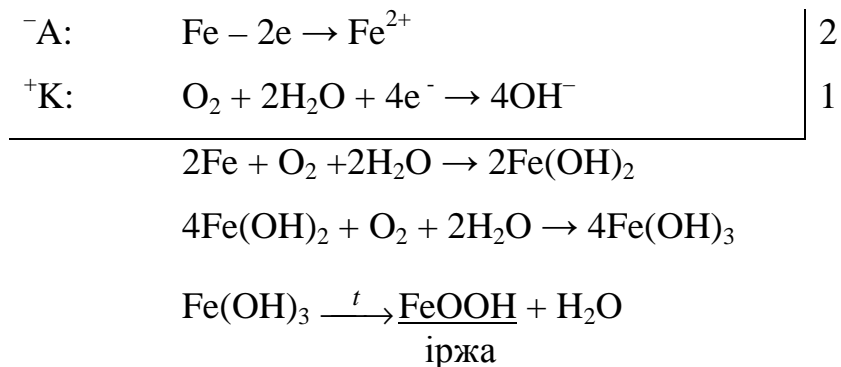 ⁻A: Fe – 2e → Fe²⁺ 2
⁺K: O₂ + 2H₂O + 4e⁻ → 4OH⁻ 1
2Fe + O₂ +2H₂O → 2Fe(OH)₂
4Fe(OH)₂ + O₂ + 2H₂O → 4Fe(OH)₃
Fe(OH)₃ —t→ FeOOH + H₂O
іржа